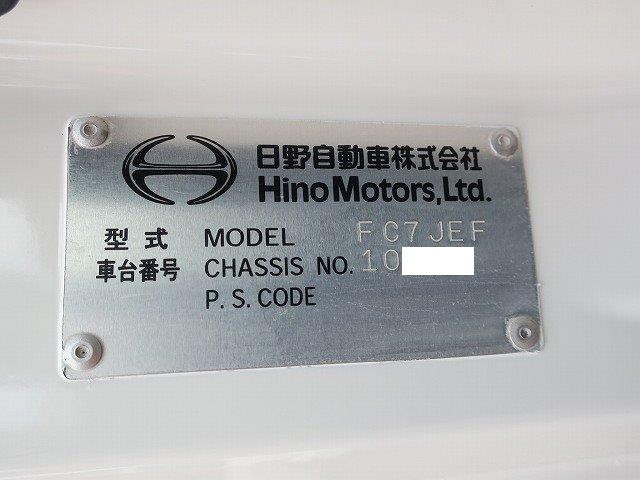 日野自動車株式会社
Hino Motors, Ltd.
型式 MODEL FC7JEF
車台番号 CHASSIS NO. 10
P. S. CODE